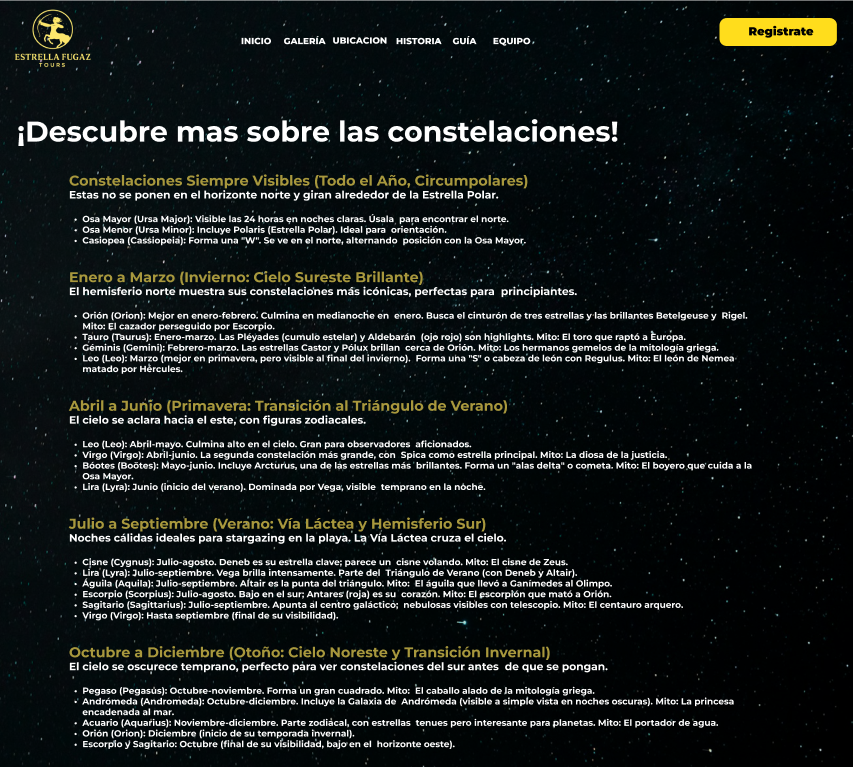 ESTRELLA FUGAZ
TOURS
INICIO GALERÍA UBICACION HISTORIA GUÍA EQUIPO
Registrate
¡Descubre mas sobre las constelaciones!
Constelaciones Siempre Visibles (Todo el Año, Circumpolares)
Estas no se ponen en el horizonte norte y giran alrededor de la Estrella Polar.
• Osa Mayor (Ursa Major): Visible las 24 horas en noches claras. Úsala para encontrar el norte.
• Osa Menor (Ursa Minor): Incluye Polaris (Estrella Polar). Ideal para orientación.
• Casiopea (Cassiopeia): Forma una "W". Se ve en el norte, alternando posición con la Osa Mayor.
Enero a Marzo (Invierno: Cielo Sureste Brillante)
El hemisferio norte muestra sus constelaciones más icónicas, perfectas para principiantes.
• Orión (Orion): Mejor en enero-febrero. Culmina en medianoche en enero. Busca el cinturón de tres estrellas y las brillantes Betelgeuse y Rigel.
Mito: El cazador perseguido por Escorpio.
• Tauro (Taurus): Enero-marzo. Las Pléyades (cumulo estelar) y Aldebarán (ojo rojo) son highlights. Mito: El toro que raptó a Europa.
• Géminis (Gemini): Febrero-marzo. Las estrellas Castor y Pólux brillan cerca de Orión. Mito: Los hermanos gemelos de la mitología griega.
• Leo (Leo): Marzo (mejor en primavera, pero visible al final del invierno). Forma una "S" o cabeza de león con Regulus. Mito: El león de Nemea
matado por Hércules.
Abril a Junio (Primavera: Transición al Triángulo de Verano)
El cielo se aclara hacia el este, con figuras zodiacales.
• Leo (Leo): Abril-mayo. Culmina alto en el cielo. Gran para observadores aficionados.
• Virgo (Virgo): Abril-junio. La segunda constelación más grande, con Spica como estrella principal. Mito: La diosa de la justicia.
• Bóotes (Boötes): Mayo-junio. Incluye Arcturus, una de las estrellas más brillantes. Forma un "alas delta" o cometa. Mito: El boyero que cuida a la
Osa Mayor.
• Lira (Lyra): Junio (inicio del verano). Dominada por Vega, visible temprano en la noche.
Julio a Septiembre (Verano: Vía Láctea y Hemisferio Sur)
Noches cálidas ideales para stargazing en la playa. La Vía Láctea cruza el cielo.
• Cisne (Cygnus): Julio-agosto. Deneb es su estrella clave; parece un cisne volando. Mito: El cisne de Zeus.
• Lira (Lyra): Julio-septiembre. Vega brilla intensamente. Parte del Triángulo de Verano (con Deneb y Altair).
• Águila (Aquila): Julio-septiembre. Altair es la punta del triángulo. Mito: El águila que llevó a Ganímedes al Olimpo.
• Escorpio (Scorpius): Julio-agosto. Bajo en el sur; Antares (roja) es su corazón. Mito: El escorpión que mató a Orión.
• Sagitario (Sagittarius): Julio-septiembre. Apunta al centro galáctico; nebulosas visibles con telescopio. Mito: El centauro arquero.
• Virgo (Virgo): Hasta septiembre (final de su visibilidad).
Octubre a Diciembre (Otoño: Cielo Noreste y Transición Invernal)
El cielo se oscurece temprano, perfecto para ver constelaciones del sur antes de que se pongan.
• Pegaso (Pegasus): Octubre-noviembre. Forma un gran cuadrado. Mito: El caballo alado de la mitología griega.
• Andrómeda (Andromeda): Octubre-diciembre. Incluye la Galaxia de Andrómeda (visible a simple vista en noches oscuras). Mito: La princesa
encadenada al mar.
• Acuario (Aquarius): Noviembre-diciembre. Parte zodiacal, con estrellas tenues pero interesante para planetas. Mito: El portador de agua.
• Orión (Orion): Diciembre (inicio de su temporada invernal).
• Escorpio y Sagitario: Octubre (final de su visibilidad, bajo en el horizonte oeste).